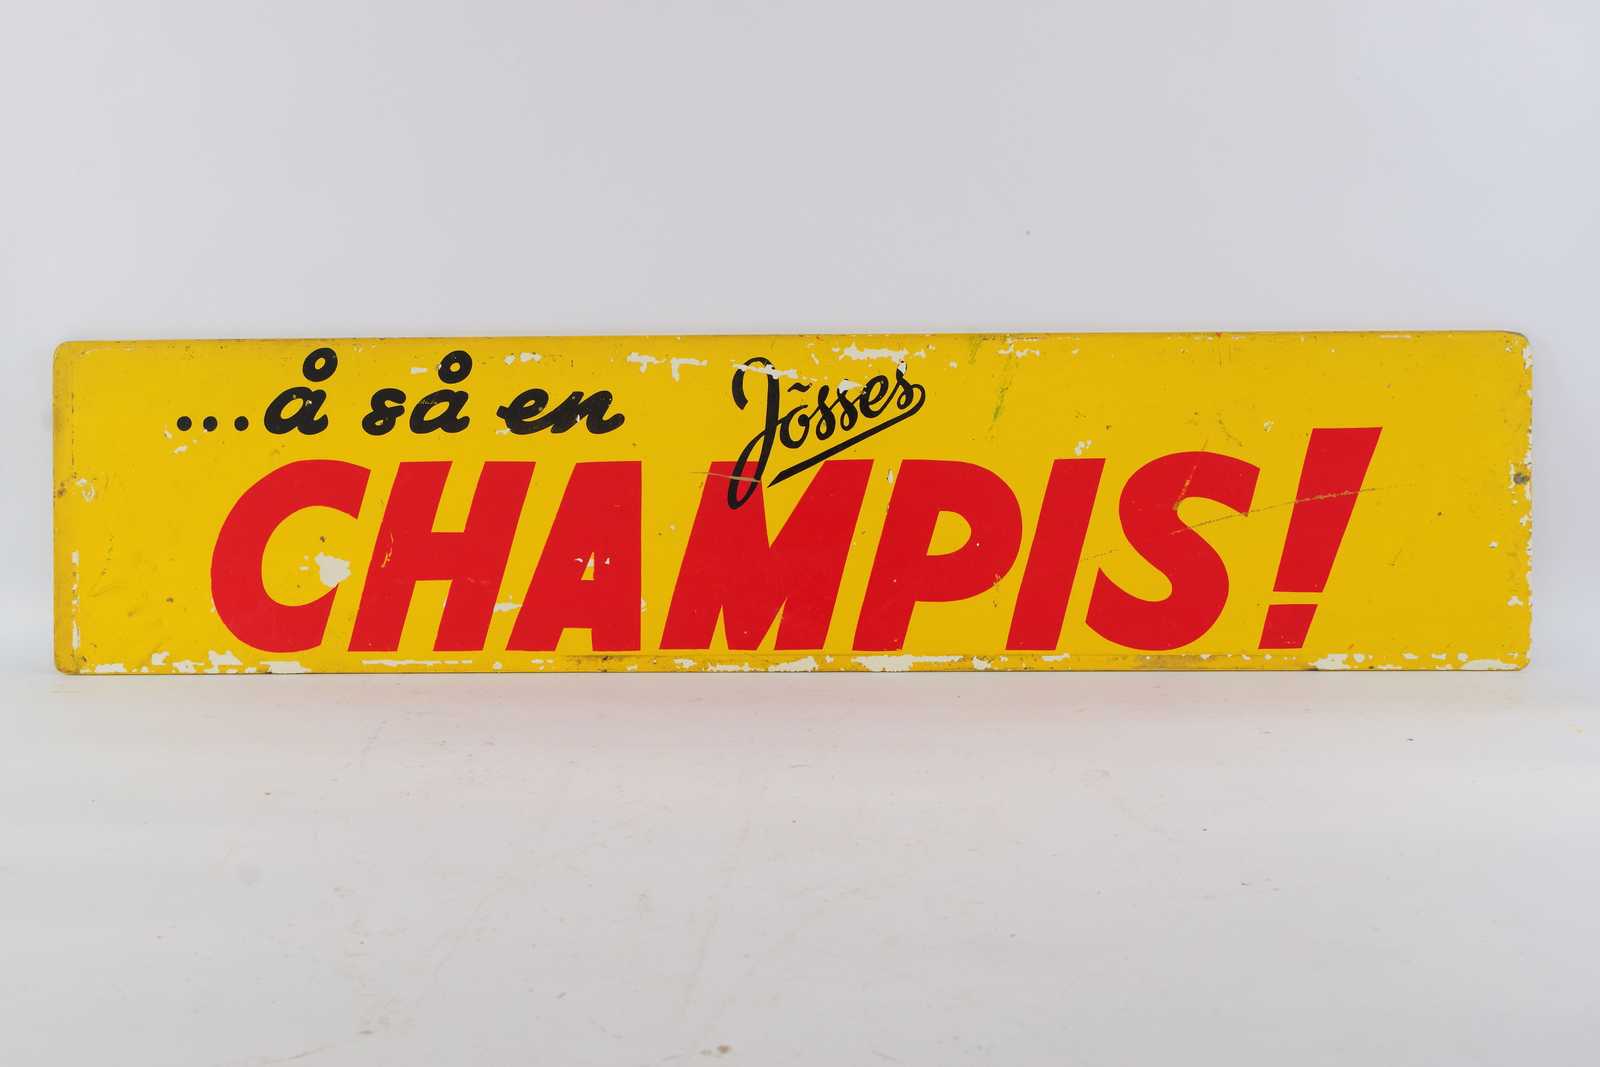 ...å så en Jösses
CHAMPIS!